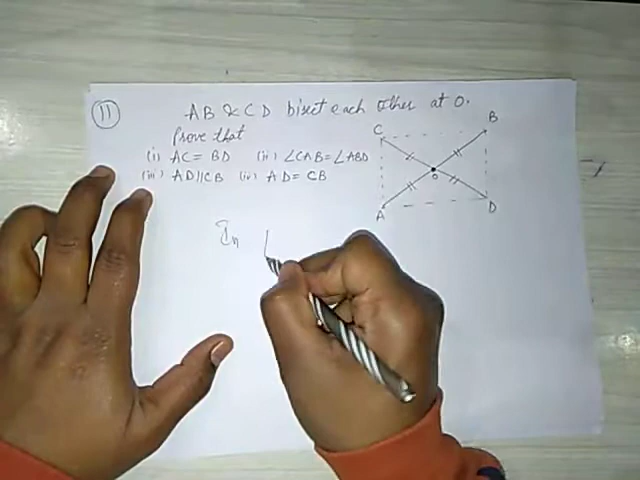 11
AB & CD bisect each other at O.
Prove that
(i) AC = BD (ii) ∠CAB = ∠ABD
(iii) AD||CB (iv) AD = CB
C
B
O
A
D
In